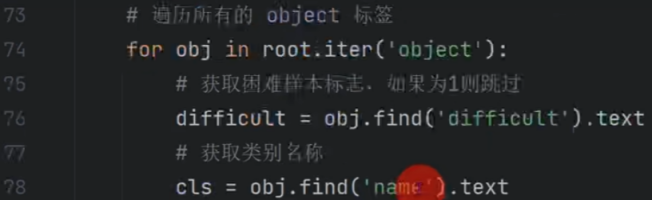 73 # 遍历所有的 object 标签
74 for obj in root.iter('object'):
75 # 获取困难样本标志，如果为1则跳过
76 difficult = obj.find('difficult').text
77 # 获取类别名称
78 cls = obj.find('name').text